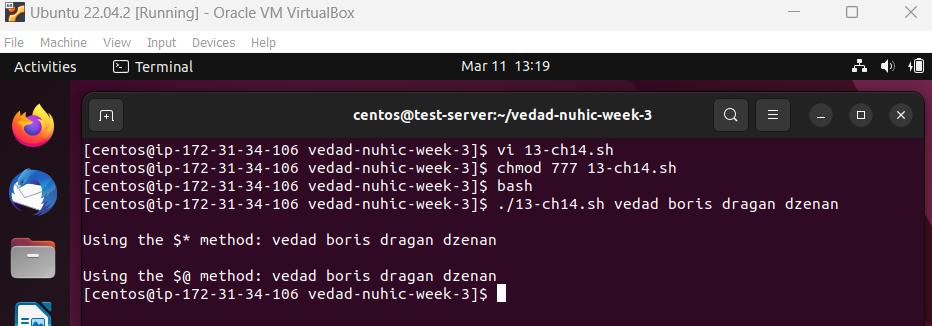 Ubuntu 22.04.2 [Running] - Oracle VM VirtualBox
File Machine View Input Devices Help
Activities Terminal Mar 11 13:19
centos@test-server:~/vedad-nuhic-week-3
[centos@ip-172-31-34-106 vedad-nuhic-week-3]$ vi 13-ch14.sh
[centos@ip-172-31-34-106 vedad-nuhic-week-3]$ chmod 777 13-ch14.sh
[centos@ip-172-31-34-106 vedad-nuhic-week-3]$ bash
[centos@ip-172-31-34-106 vedad-nuhic-week-3]$ ./13-ch14.sh vedad boris dragan dzenan
Using the $* method: vedad boris dragan dzenan
Using the $@ method: vedad boris dragan dzenan
[centos@ip-172-31-34-106 vedad-nuhic-week-3]$